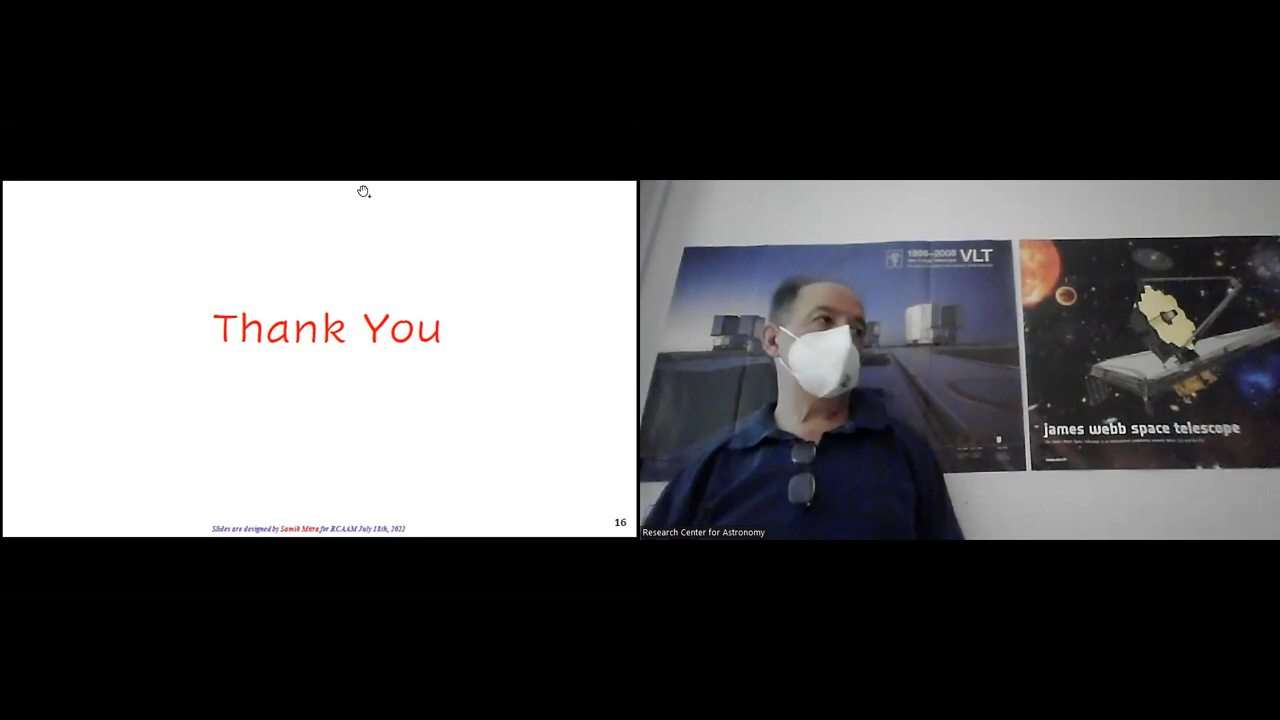 Thank You
Slides are designed by Samik Mitra for RCAAM July 18th, 2022
16
1998–2008 VLT
james webb space telescope
Research Center for Astronomy